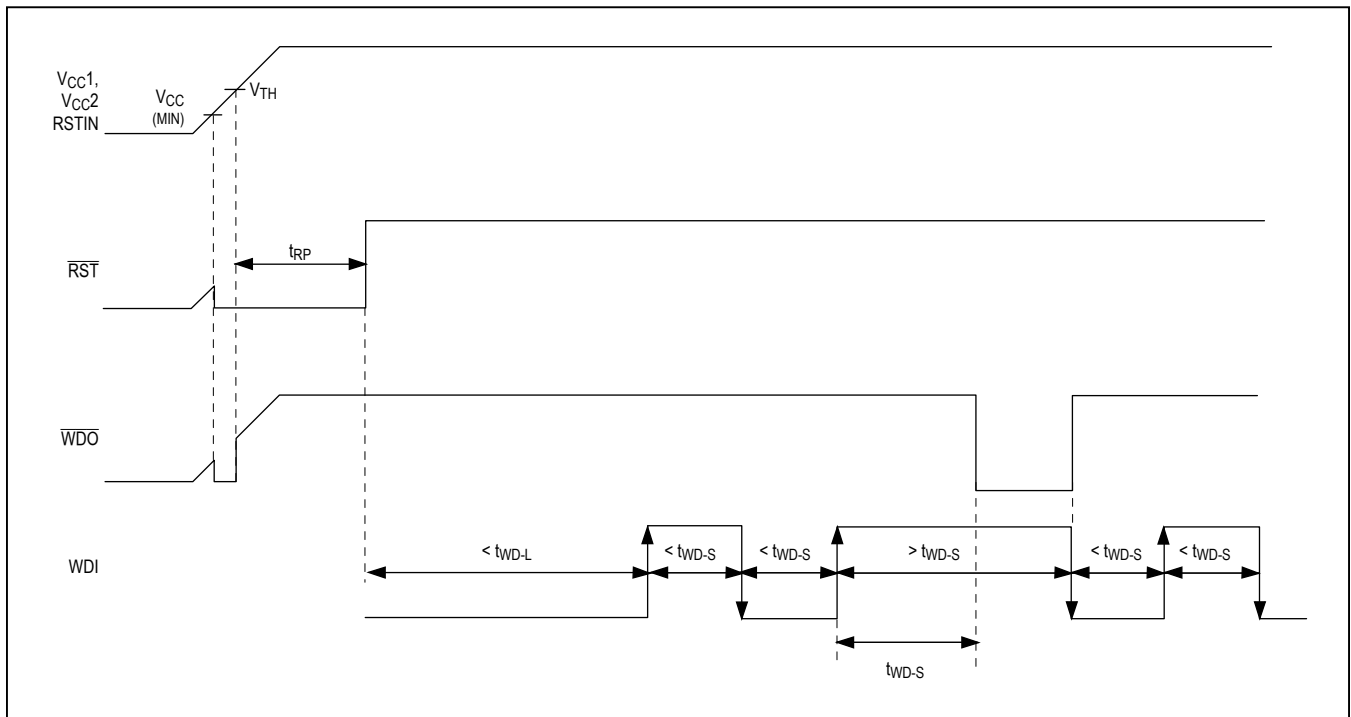 VCC1,
VCC2
RSTIN
VCC
(MIN)
VTH
tRP
RST
WDO
WDI
< tWD-L
< tWD-S
< tWD-S
> tWD-S
< tWD-S
< tWD-S
tWD-S